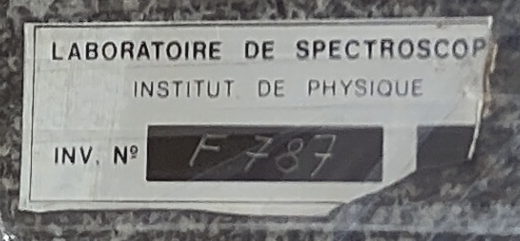 LABORATOIRE DE SPECTROSCOP
INSTITUT DE PHYSIQUE
INV. Nº F 787